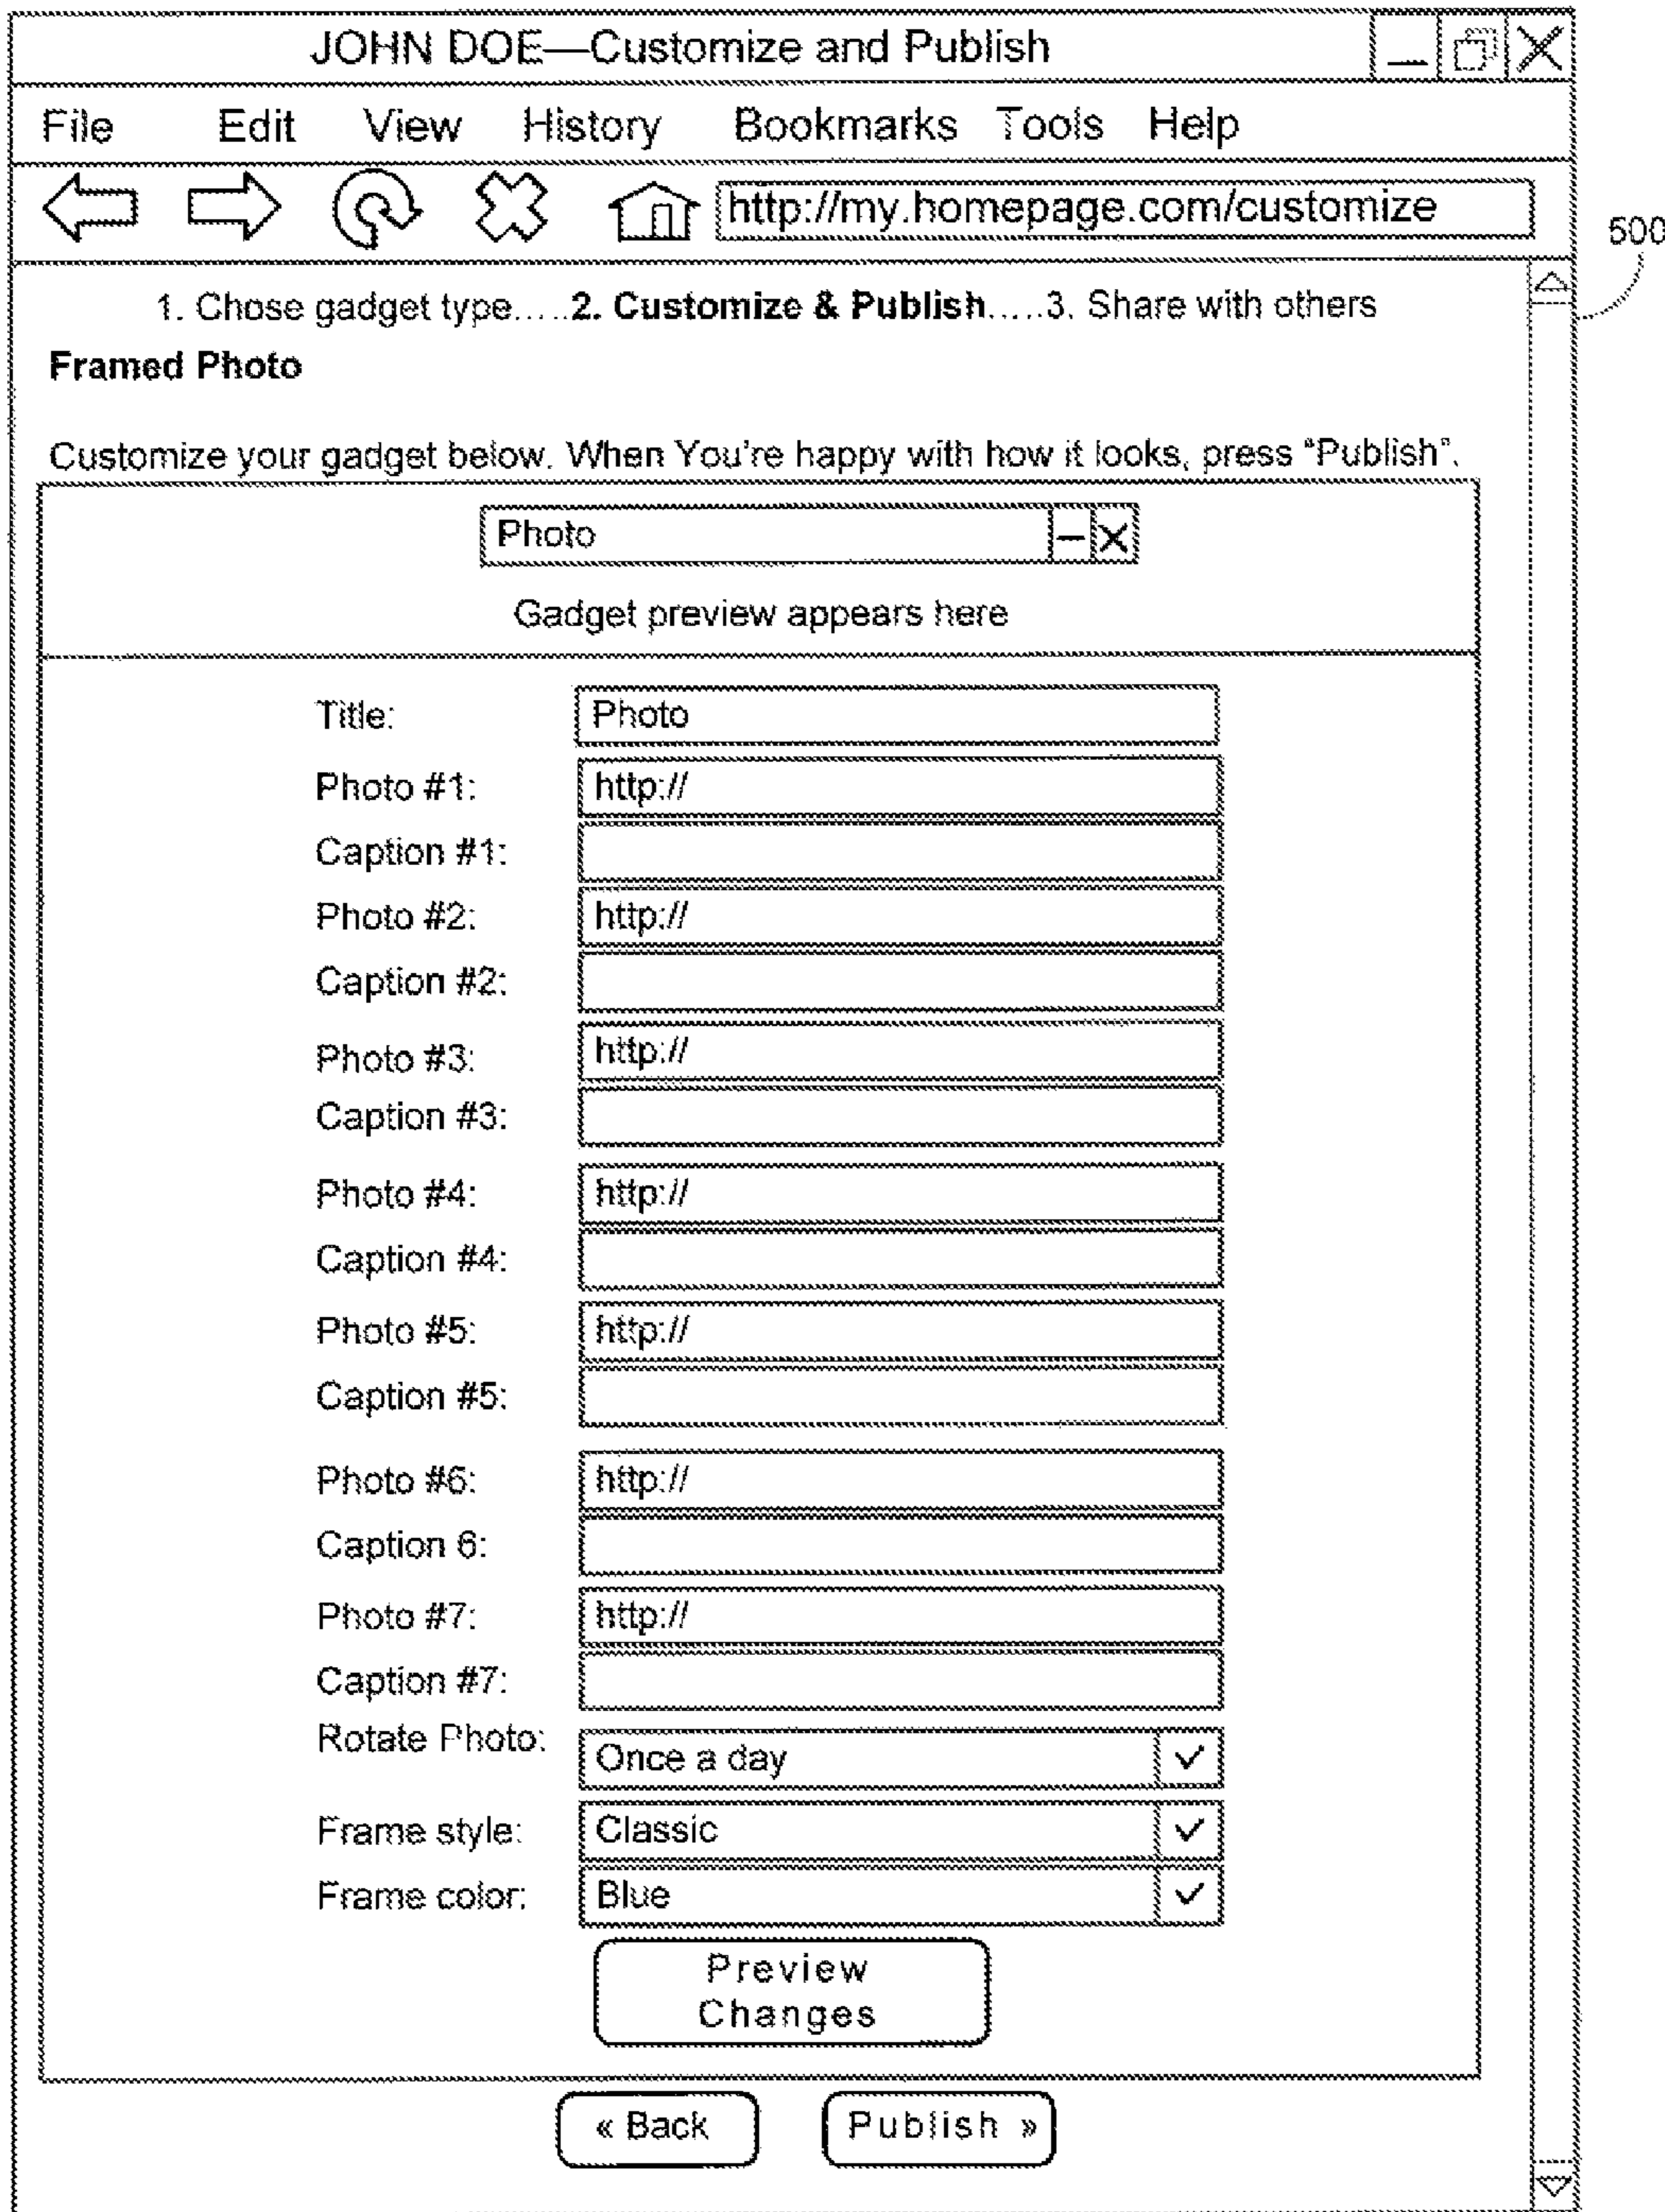 JOHN DOE—Customize and Publish
File Edit View History Bookmarks Tools Help
http://my.homepage.com/customize
500
1. Chose gadget type.....2. Customize & Publish.....3. Share with others
Framed Photo
Customize your gadget below. When You're happy with how it looks, press "Publish".
Photo
Gadget preview appears here
Title: Photo
Photo #1: http://
Caption #1:
Photo #2: http://
Caption #2:
Photo #3: http://
Caption #3:
Photo #4: http://
Caption #4:
Photo #5: http://
Caption #5:
Photo #6: http://
Caption 6:
Photo #7: http://
Caption #7:
Rotate Photo: Once a day
Frame style: Classic
Frame color: Blue
Preview
Changes
« Back Publish »